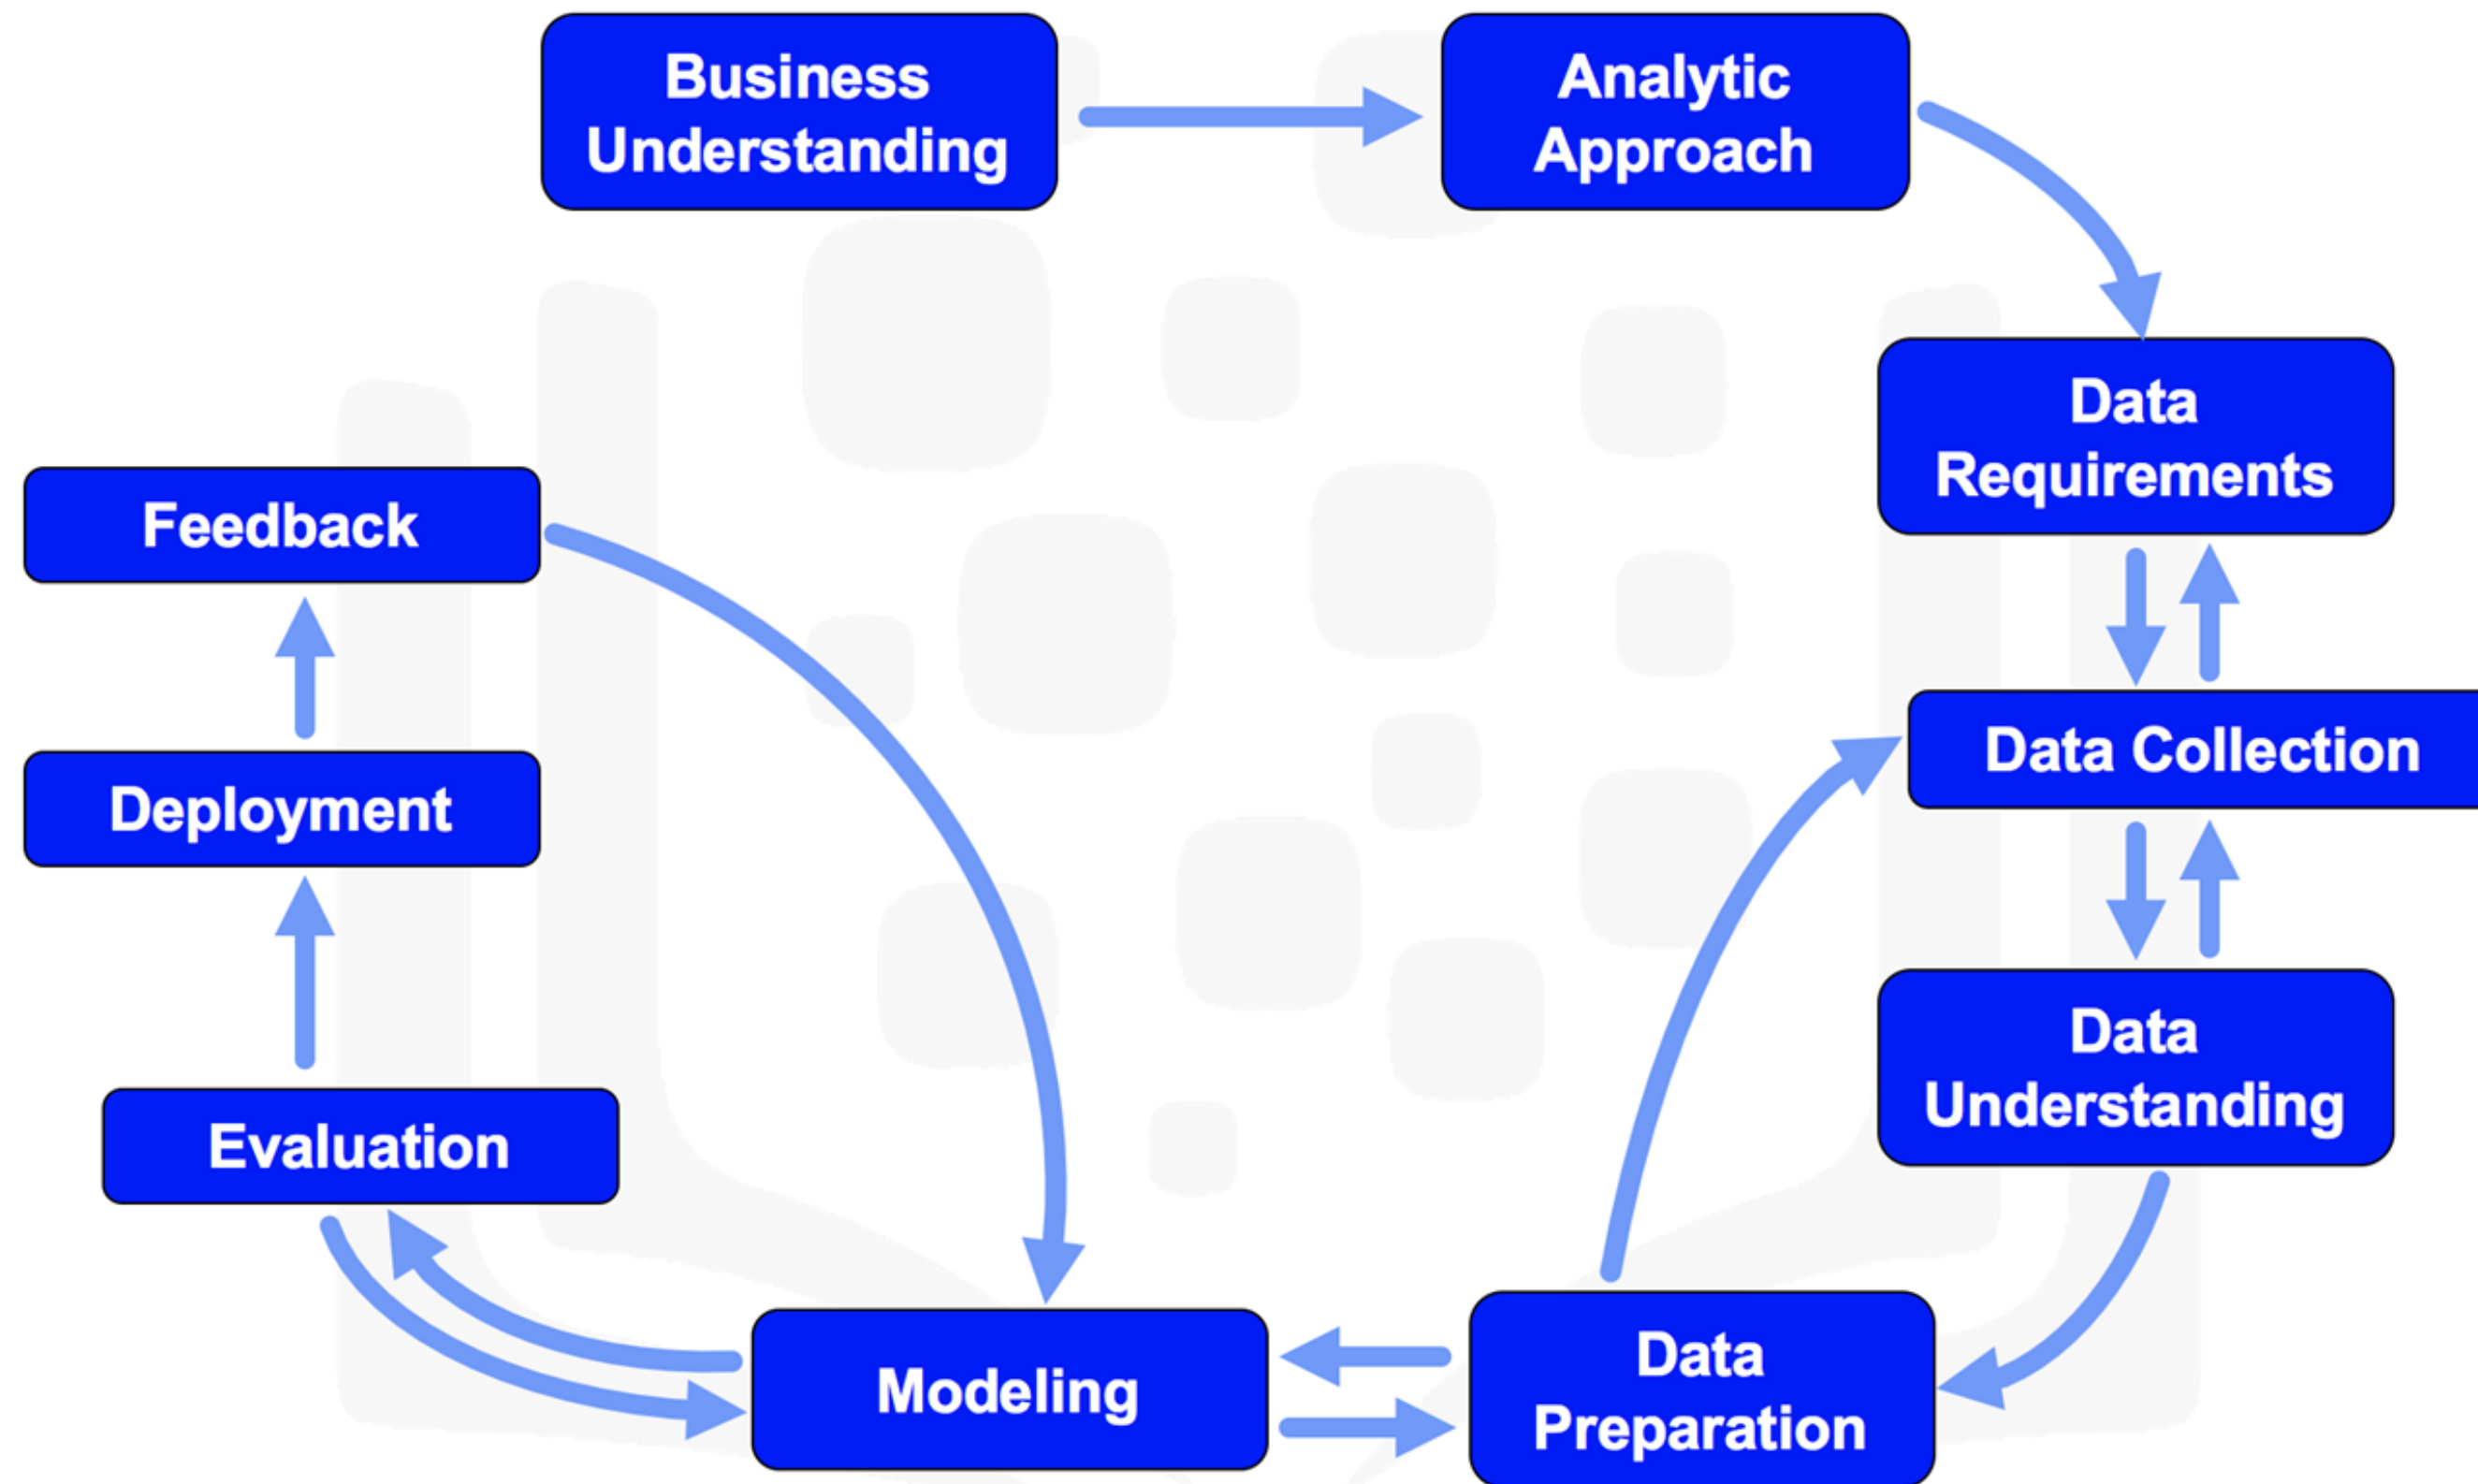 Business
Understanding
Analytic
Approach
Data
Requirements
Feedback
Data Collection
Deployment
Data
Understanding
Evaluation
Modeling
Data
Preparation